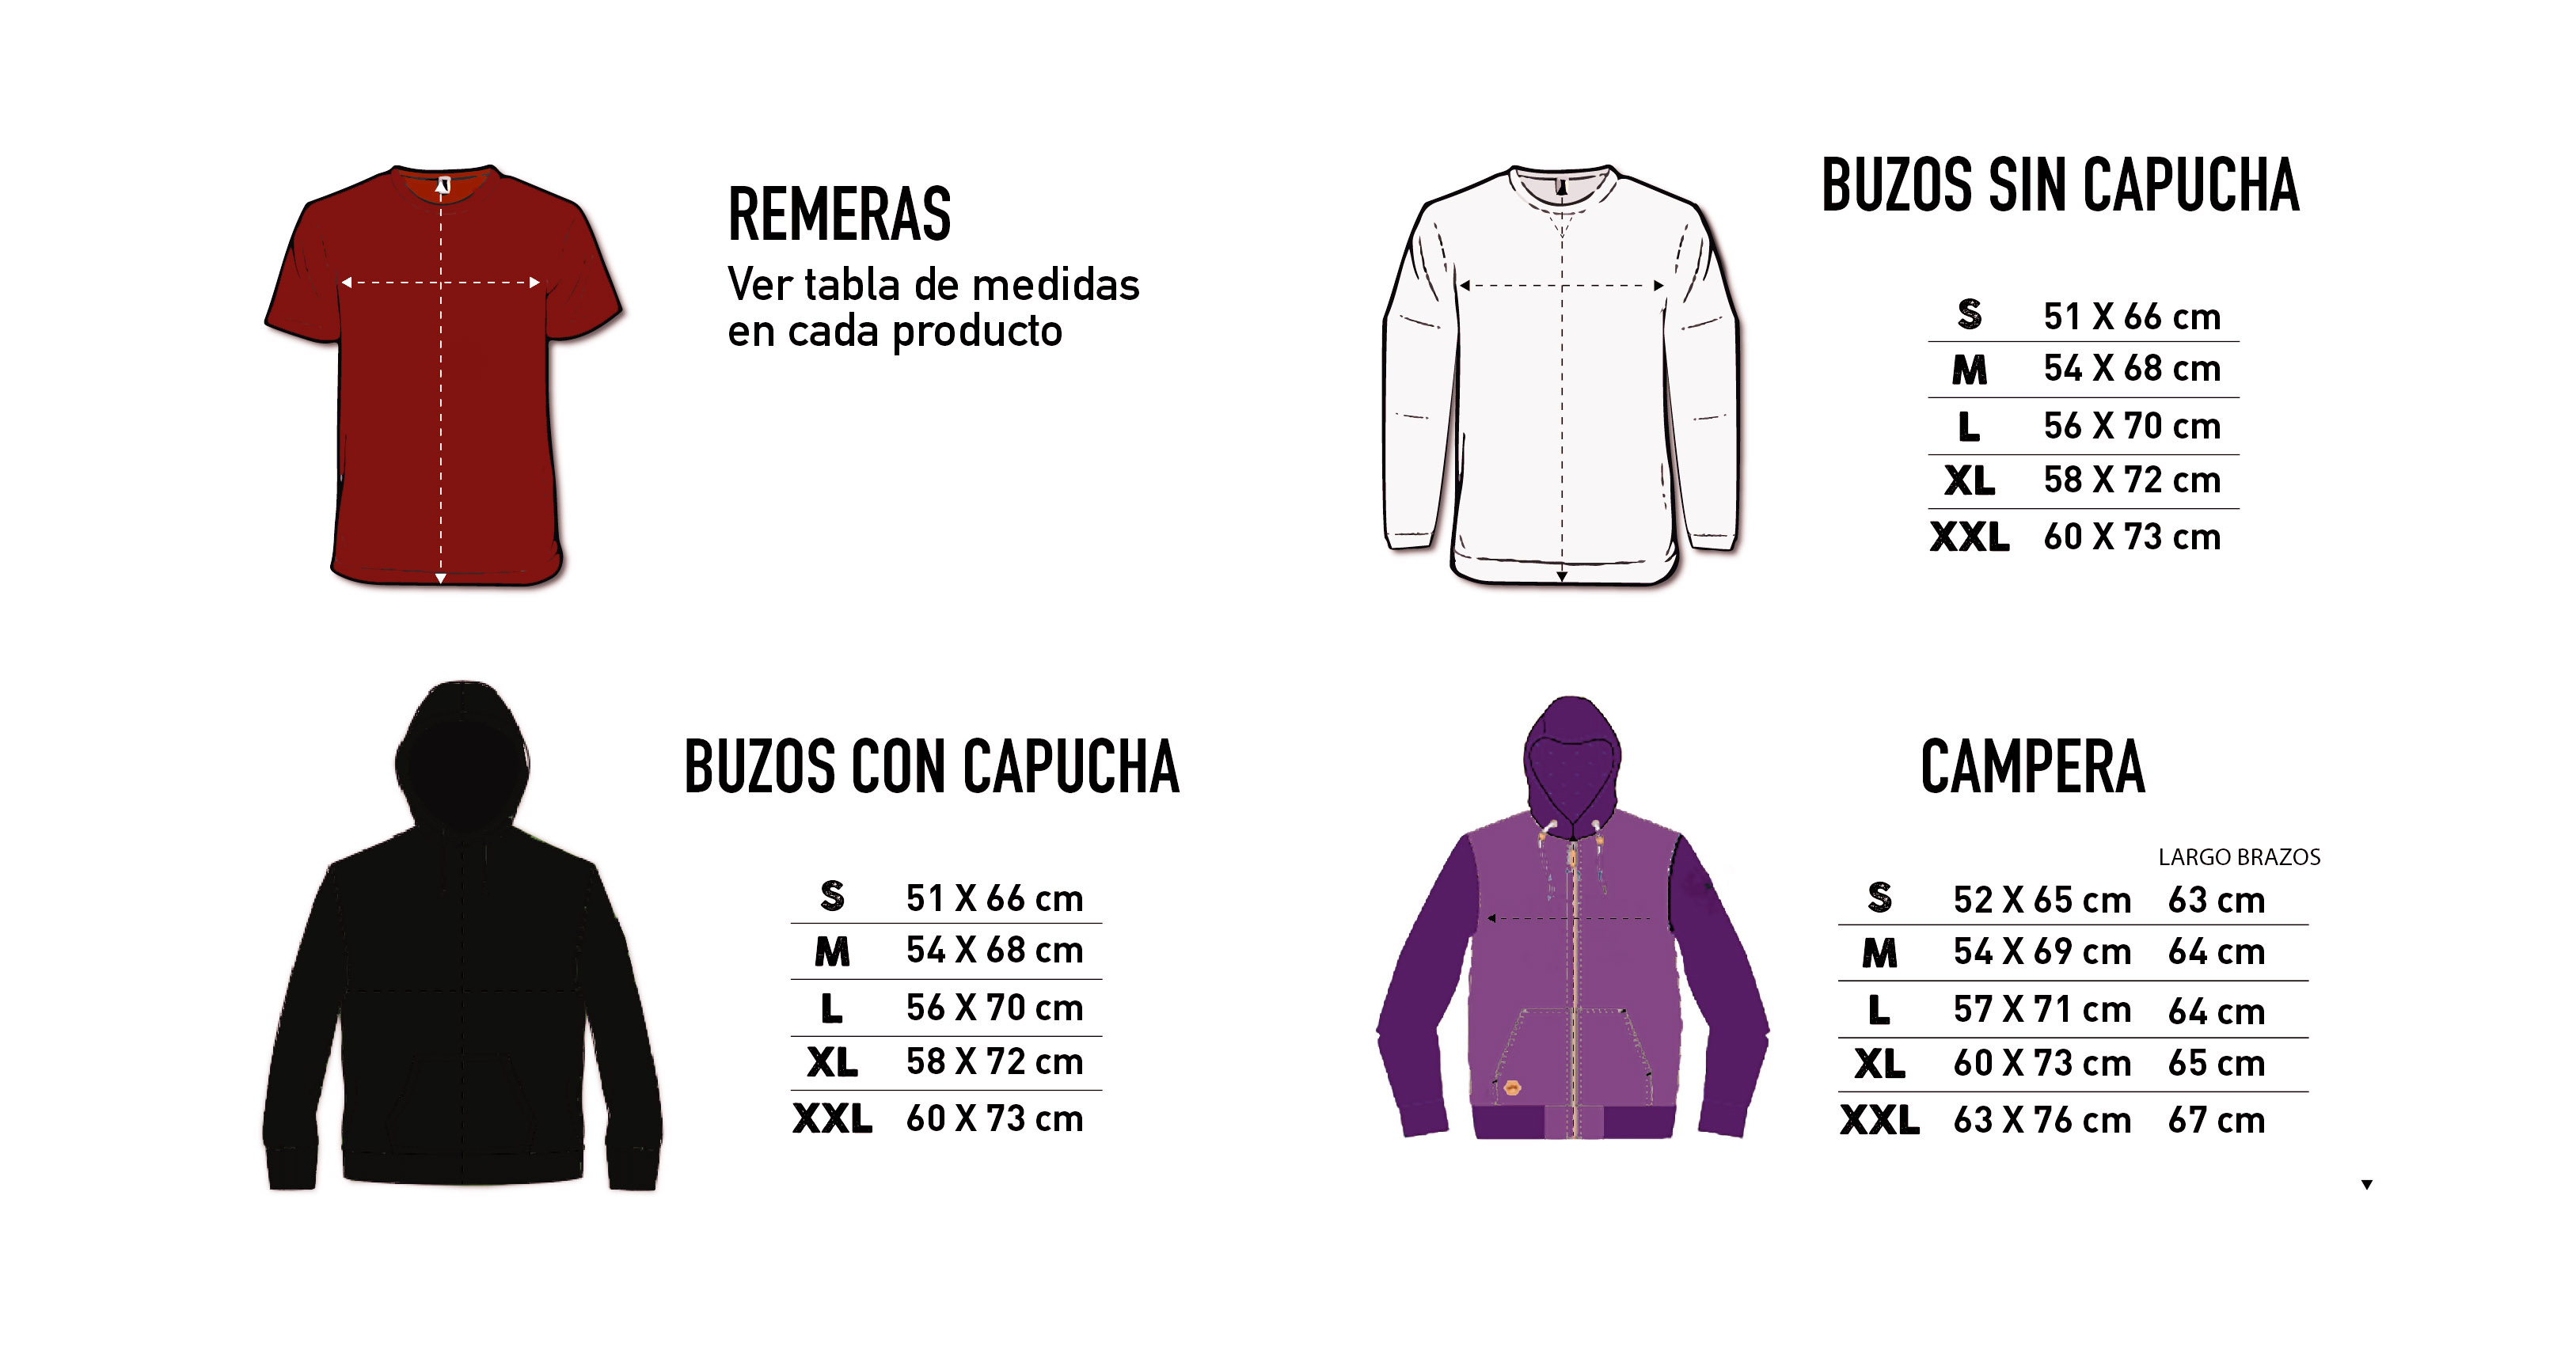 REMERAS
Ver tabla de medidas
en cada producto
BUZOS SIN CAPUCHA
S 51 X 66 cm
M 54 X 68 cm
L 56 X 70 cm
XL 58 X 72 cm
XXL 60 X 73 cm
BUZOS CON CAPUCHA
S 51 X 66 cm
M 54 X 68 cm
L 56 X 70 cm
XL 58 X 72 cm
XXL 60 X 73 cm
CAMPERA
LARGO BRAZOS
S 52 X 65 cm 63 cm
M 54 X 69 cm 64 cm
L 57 X 71 cm 64 cm
XL 60 X 73 cm 65 cm
XXL 63 X 76 cm 67 cm